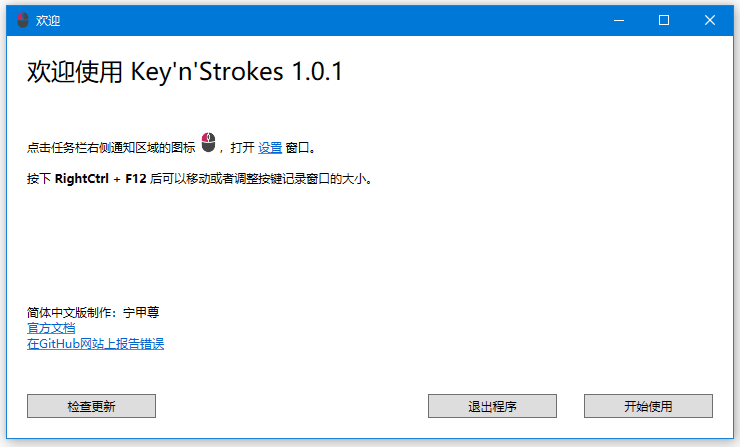 欢迎
欢迎使用 Key'n'Strokes 1.0.1
点击任务栏右侧通知区域的图标 ，打开 设置 窗口。
按下 RightCtrl + F12 后可以移动或者调整按键记录窗口的大小。
简体中文版制作：宁甲尊
官方文档
在GitHub网站上报告错误
检查更新 退出程序 开始使用